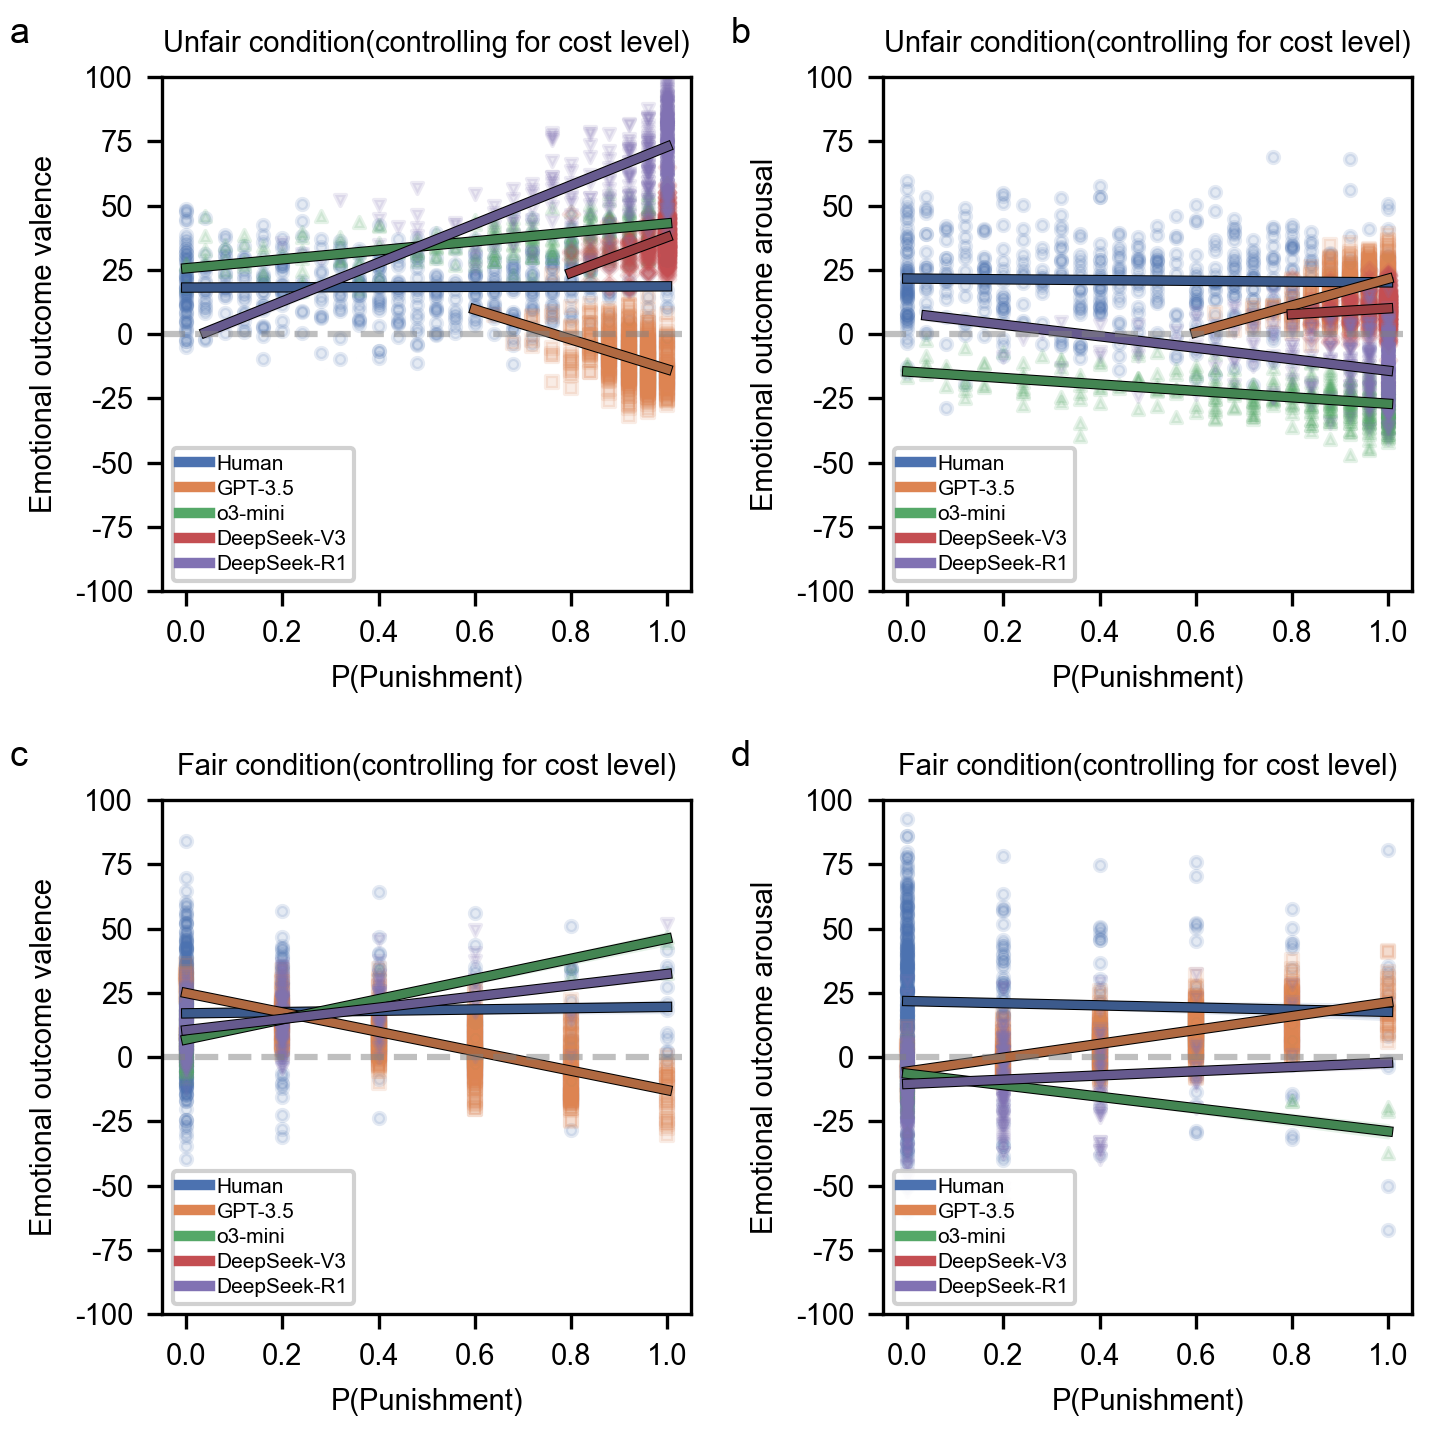 a
Unfair condition(controlling for cost level)
100
75
50
25
0
-25
-50
-75
-100
Emotional outcome valence
Human
GPT-3.5
o3-mini
DeepSeek-V3
DeepSeek-R1
0.0 0.2 0.4 0.6 0.8 1.0
P(Punishment)
b
Unfair condition(controlling for cost level)
100
75
50
25
0
-25
-50
-75
-100
Emotional outcome arousal
Human
GPT-3.5
o3-mini
DeepSeek-V3
DeepSeek-R1
0.0 0.2 0.4 0.6 0.8 1.0
P(Punishment)
c
Fair condition(controlling for cost level)
100
75
50
25
0
-25
-50
-75
-100
Emotional outcome valence
Human
GPT-3.5
o3-mini
DeepSeek-V3
DeepSeek-R1
0.0 0.2 0.4 0.6 0.8 1.0
P(Punishment)
d
Fair condition(controlling for cost level)
100
75
50
25
0
-25
-50
-75
-100
Emotional outcome arousal
Human
GPT-3.5
o3-mini
DeepSeek-V3
DeepSeek-R1
0.0 0.2 0.4 0.6 0.8 1.0
P(Punishment)